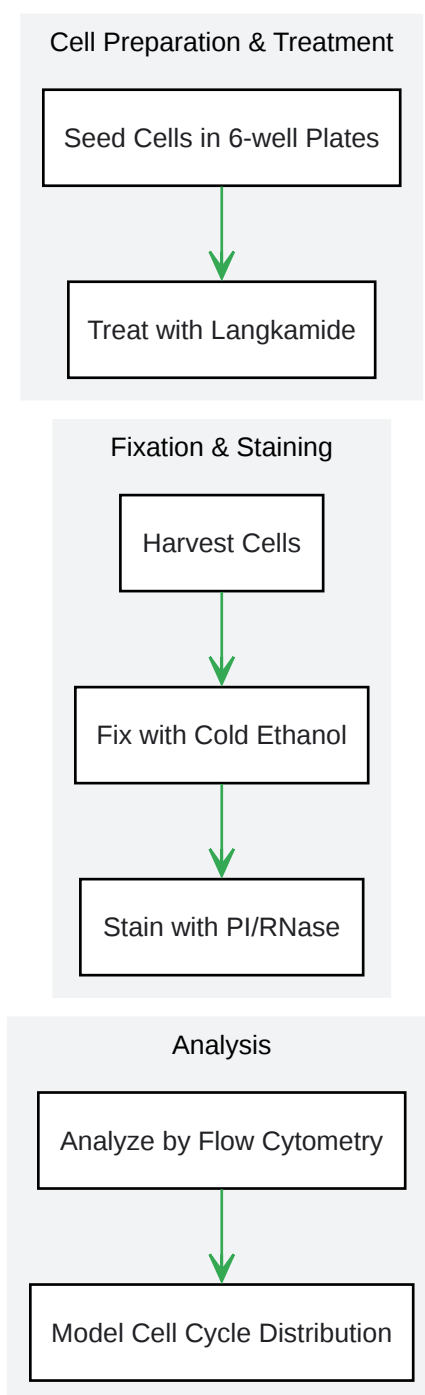 Cell Preparation & Treatment
Seed Cells in 6-well Plates
Treat with Langkamide
Fixation & Staining
Harvest Cells
Fix with Cold Ethanol
Stain with PI/RNase
Analysis
Analyze by Flow Cytometry
Model Cell Cycle Distribution